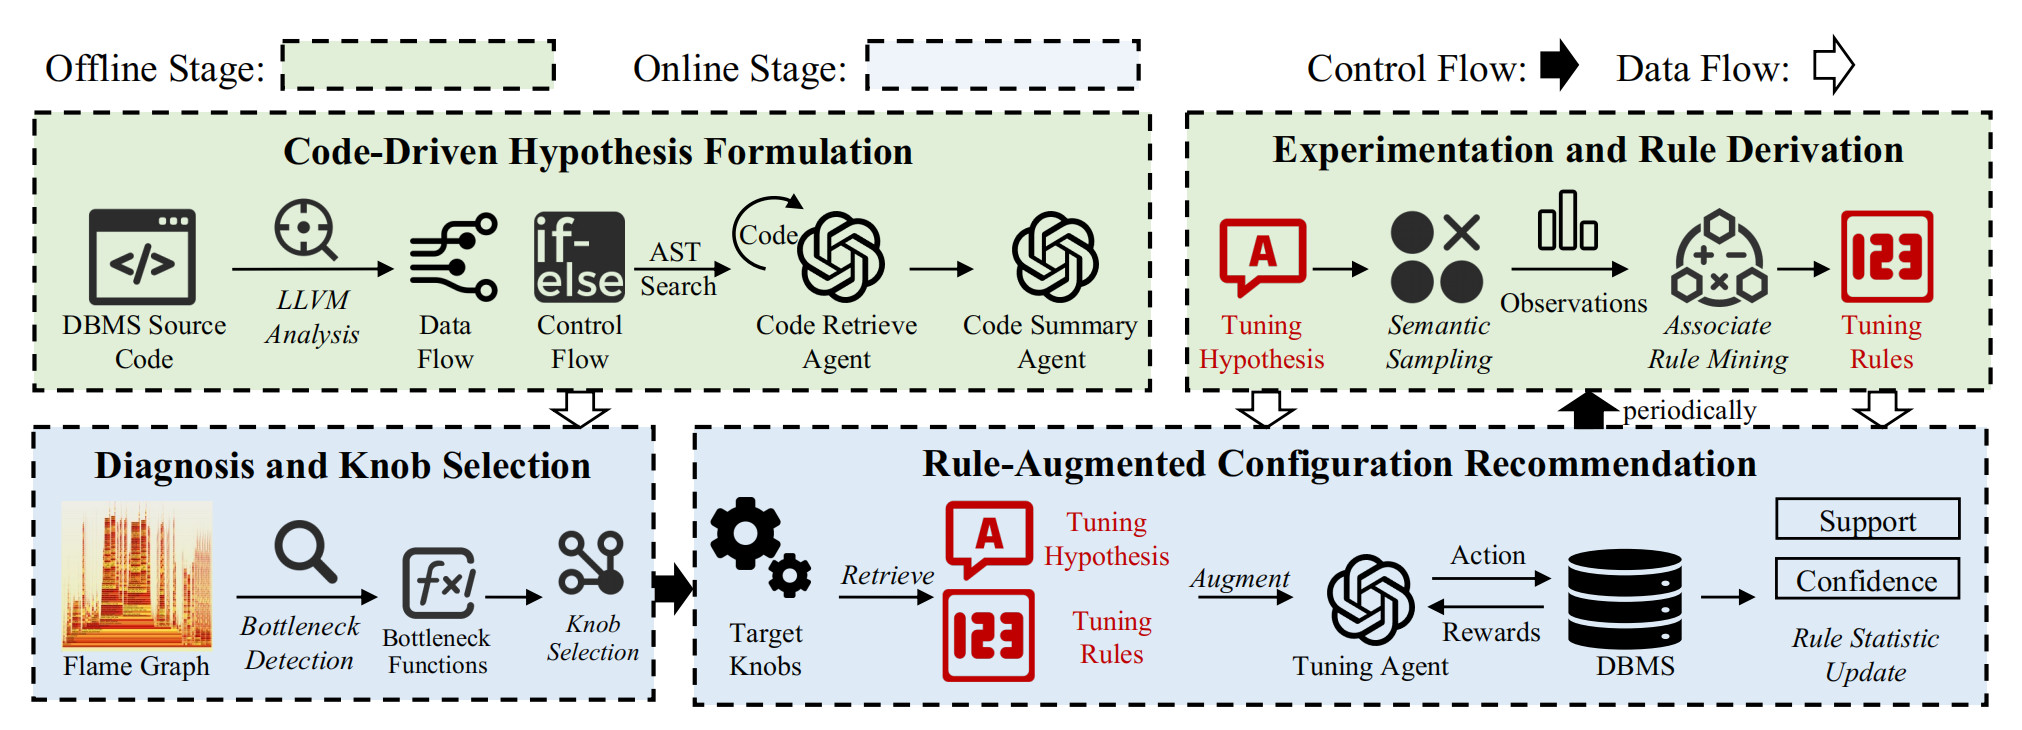 Offline Stage:
Online Stage:
Control Flow:
Data Flow:
Code-Driven Hypothesis Formulation
</>
DBMS Source
Code
LLVM
Analysis
Data
Flow
if-
else
Control
Flow
AST
Search
Code
Code Retrieve
Agent
Code Summary
Agent
Experimentation and Rule Derivation
A
Tuning
Hypothesis
Semantic
Sampling
Observations
Associate
Rule Mining
123
Tuning
Rules
periodically
Diagnosis and Knob Selection
Flame Graph
Bottleneck
Detection
fx/
Bottleneck
Functions
Knob
Selection
Rule-Augmented Configuration Recommendation
Target
Knobs
Retrieve
A
Tuning
Hypothesis
123
Tuning
Rules
Augment
Tuning Agent
Action
Rewards
DBMS
Support
Confidence
Rule Statistic
Update